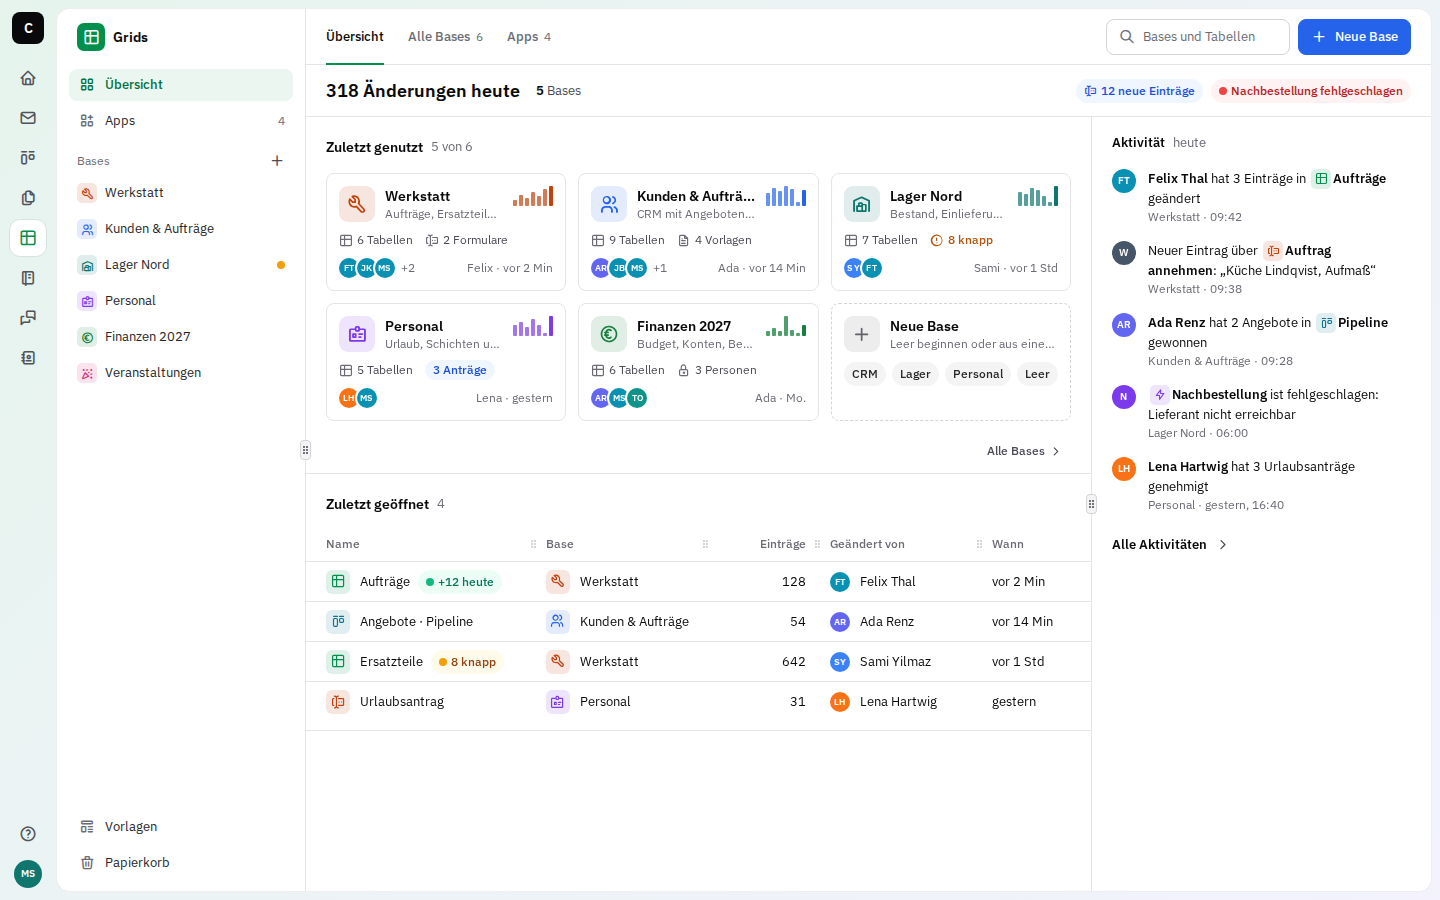 C
Grids
Übersicht
Apps 4
Bases
Werkstatt
Kunden & Aufträge
Lager Nord
Personal
Finanzen 2027
Veranstaltungen
Vorlagen
Papierkorb
MS
Übersicht Alle Bases 6 Apps 4
Bases und Tabellen
Neue Base
318 Änderungen heute 5 Bases
12 neue Einträge Nachbestellung fehlgeschlagen
Zuletzt genutzt 5 von 6
Werkstatt
Aufträge, Ersatzteil...
6 Tabellen 2 Formulare
FT JK MS +2 Felix · vor 2 Min
Kunden & Aufträ...
CRM mit Angeboten...
9 Tabellen 4 Vorlagen
AR JB MS +1 Ada · vor 14 Min
Lager Nord
Bestand, Einlieferu...
7 Tabellen 8 knapp
SY FT Sami · vor 1 Std
Personal
Urlaub, Schichten u...
5 Tabellen 3 Anträge
LH MS Lena · gestern
Finanzen 2027
Budget, Konten, Be...
6 Tabellen 3 Personen
AR MS TO Ada · Mo.
Neue Base
Leer beginnen oder aus eine...
CRM Lager Personal Leer
Alle Bases
Zuletzt geöffnet 4
Name Base Einträge Geändert von Wann
Aufträge +12 heute Werkstatt 128 FT Felix Thal vor 2 Min
Angebote · Pipeline Kunden & Aufträge 54 AR Ada Renz vor 14 Min
Ersatzteile 8 knapp Werkstatt 642 SY Sami Yilmaz vor 1 Std
Urlaubsantrag Personal 31 LH Lena Hartwig gestern
Aktivität heute
FT Felix Thal hat 3 Einträge in Aufträge
geändert
Werkstatt · 09:42
W Neuer Eintrag über Auftrag
annehmen: „Küche Lindqvist, Aufmaß“
Werkstatt · 09:38
AR Ada Renz hat 2 Angebote in Pipeline
gewonnen
Kunden & Aufträge · 09:28
N Nachbestellung ist fehlgeschlagen:
Lieferant nicht erreichbar
Lager Nord · 06:00
LH Lena Hartwig hat 3 Urlaubsanträge
genehmigt
Personal · gestern, 16:40
Alle Aktivitäten